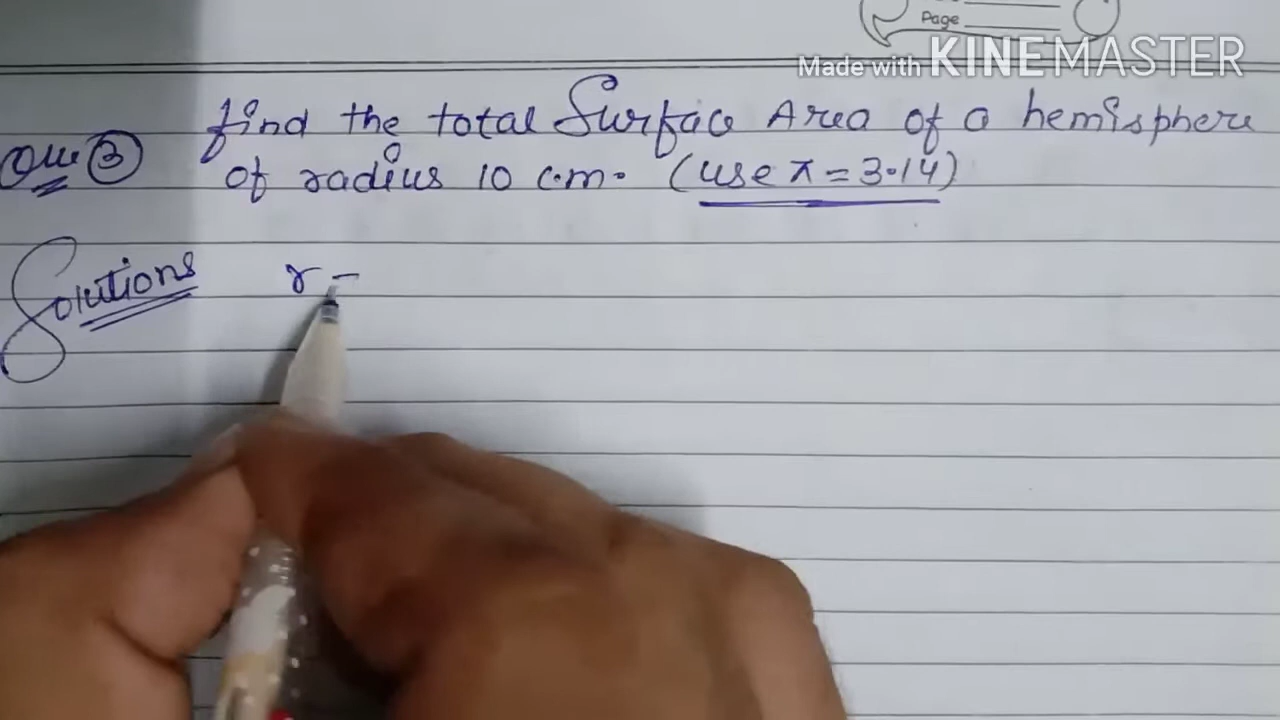 Page
Made with KINEMASTER
find the total Surface Area of a hemisphere
Que 3
of radius 10 c.m. (use π = 3.14)
Solutions
r -